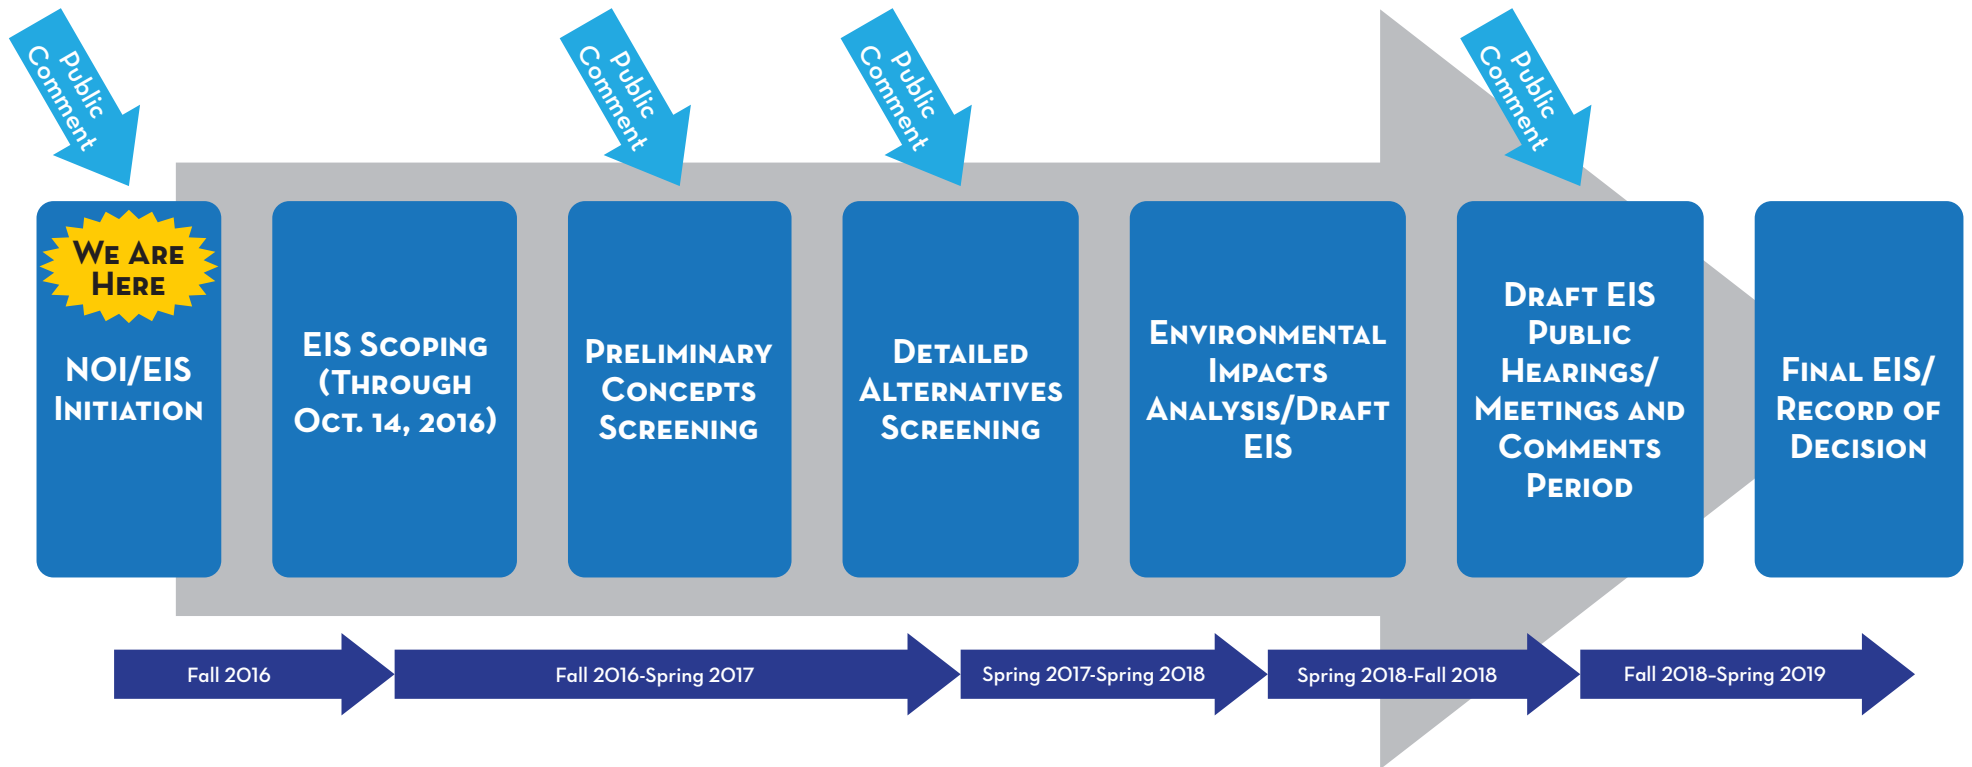 Public
Comment
Public
Comment
Public
Comment
Public
Comment
WE ARE
HERE
NOI/EIS
INITIATION
EIS SCOPING
(THROUGH
OCT. 14, 2016)
PRELIMINARY
CONCEPTS
SCREENING
DETAILED
ALTERNATIVES
SCREENING
ENVIRONMENTAL
IMPACTS
ANALYSIS/DRAFT
EIS
DRAFT EIS
PUBLIC
HEARINGS/
MEETINGS AND
COMMENTS
PERIOD
FINAL EIS/
RECORD OF
DECISION
Fall 2016
Fall 2016-Spring 2017
Spring 2017-Spring 2018
Spring 2018-Fall 2018
Fall 2018–Spring 2019